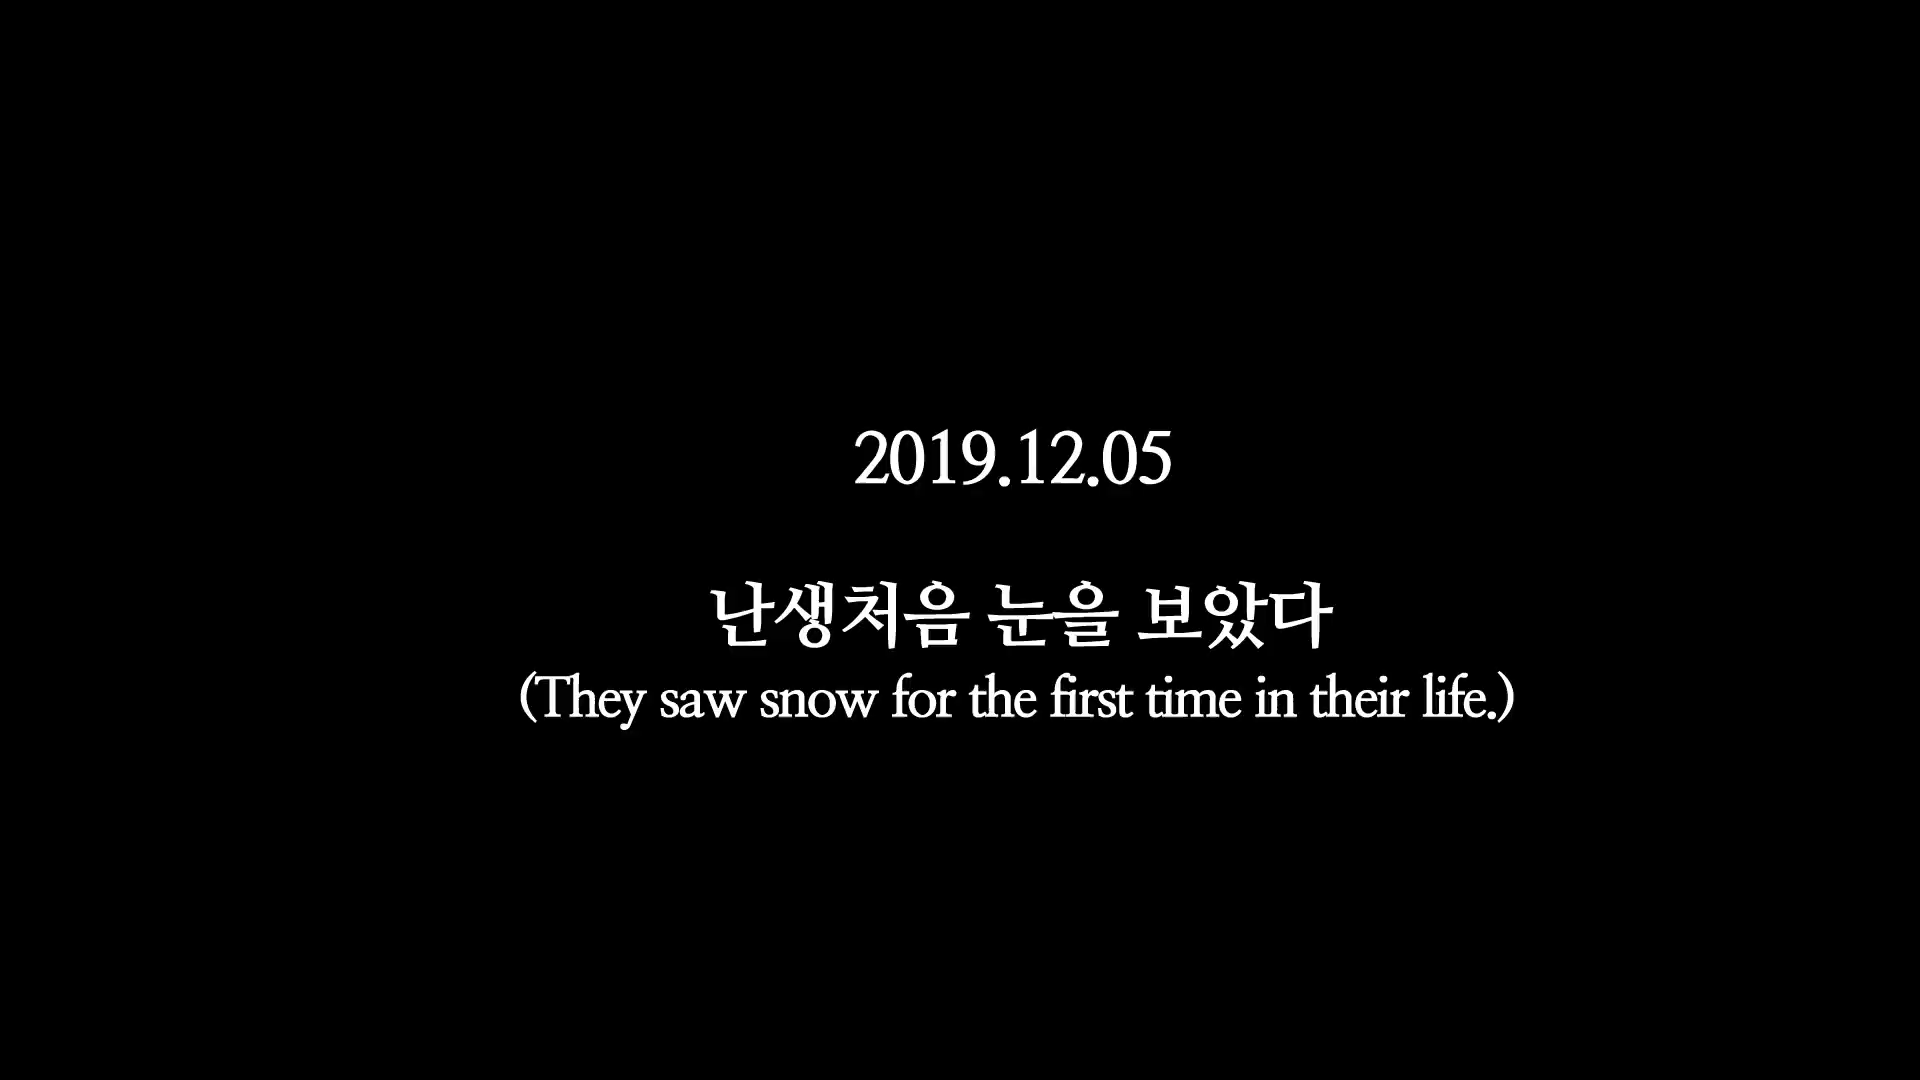 2019.12.05
난생처음 눈을 보았다
(They saw snow for the first time in their life.)